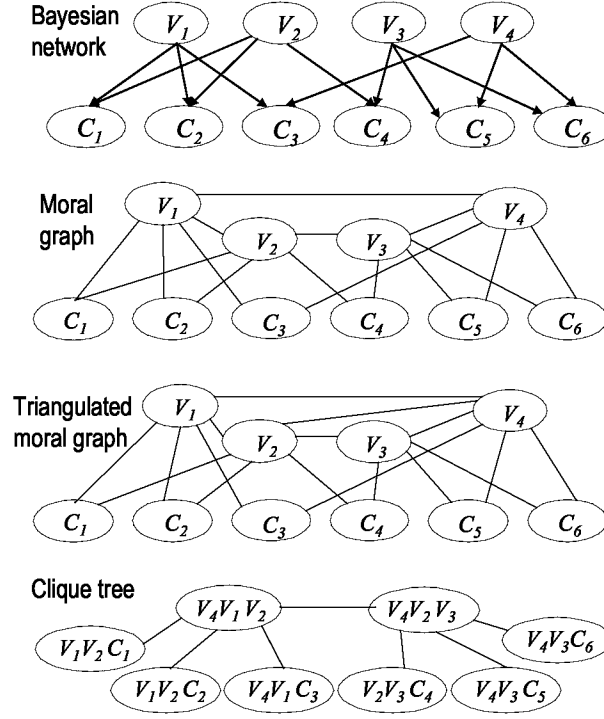 Bayesian
network
V1 V2 V3 V4
C1 C2 C3 C4 C5 C6
Moral
graph
V1 V4
V2 V3
C1 C2 C3 C4 C5 C6
Triangulated
moral graph
V1 V4
V2 V3
C1 C2 C3 C4 C5 C6
Clique tree
V4V1V2 V4V2V3
V1V2C1 V4V3C6
V1V2C2 V4V1C3 V2V3C4 V4V3C5